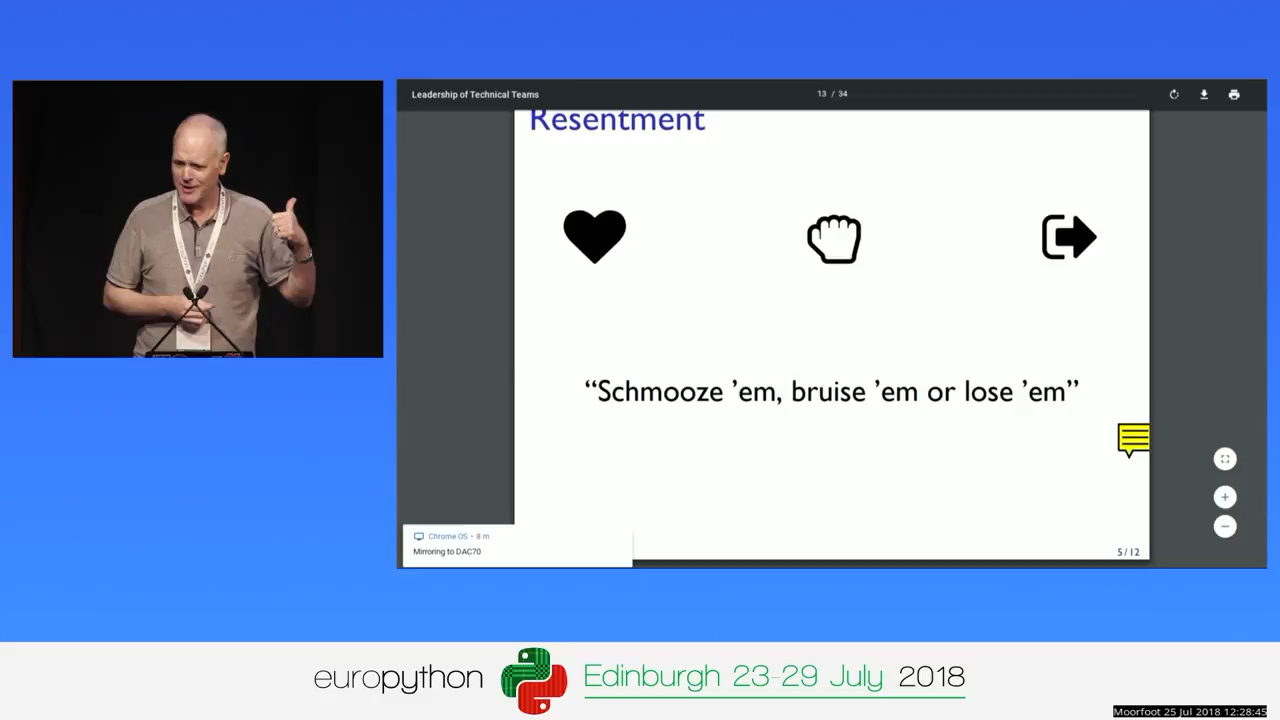 Leadership of Technical Teams
13 / 34
Resentment
“Schmooze ’em, bruise ’em or lose ’em”
5 / 12
Chrome OS • 8 m
Mirroring to DAC70
europython
Edinburgh 23-29 July 2018
Moorfoot 25 Jul 2018 12:28:45